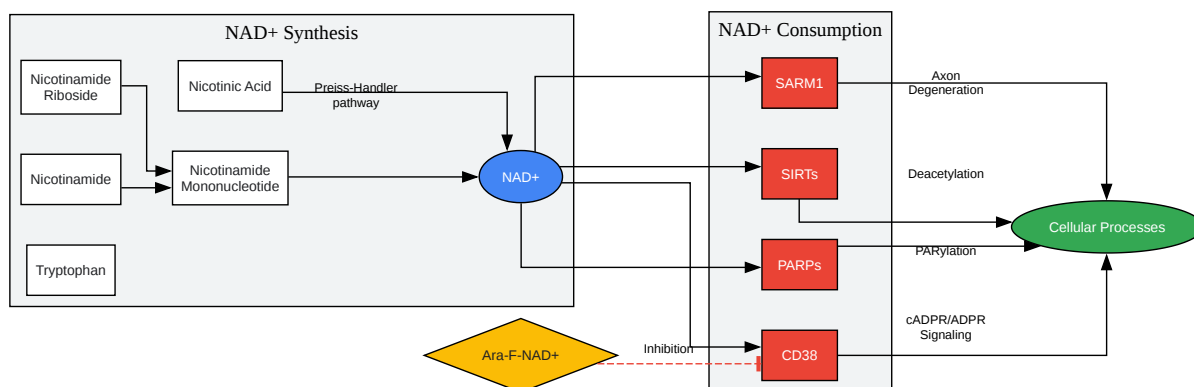 NAD+ Synthesis
Nicotinamide
Riboside
Nicotinic Acid
Preiss-Handler
pathway
Nicotinamide
Nicotinamide
Mononucleotide
NAD+
Tryptophan
Ara-F-NAD+
Inhibition
NAD+ Consumption
SARM1
SIRTs
PARPs
CD38
Axon
Degeneration
Deacetylation
PARylation
cADPR/ADPR
Signaling
Cellular Processes